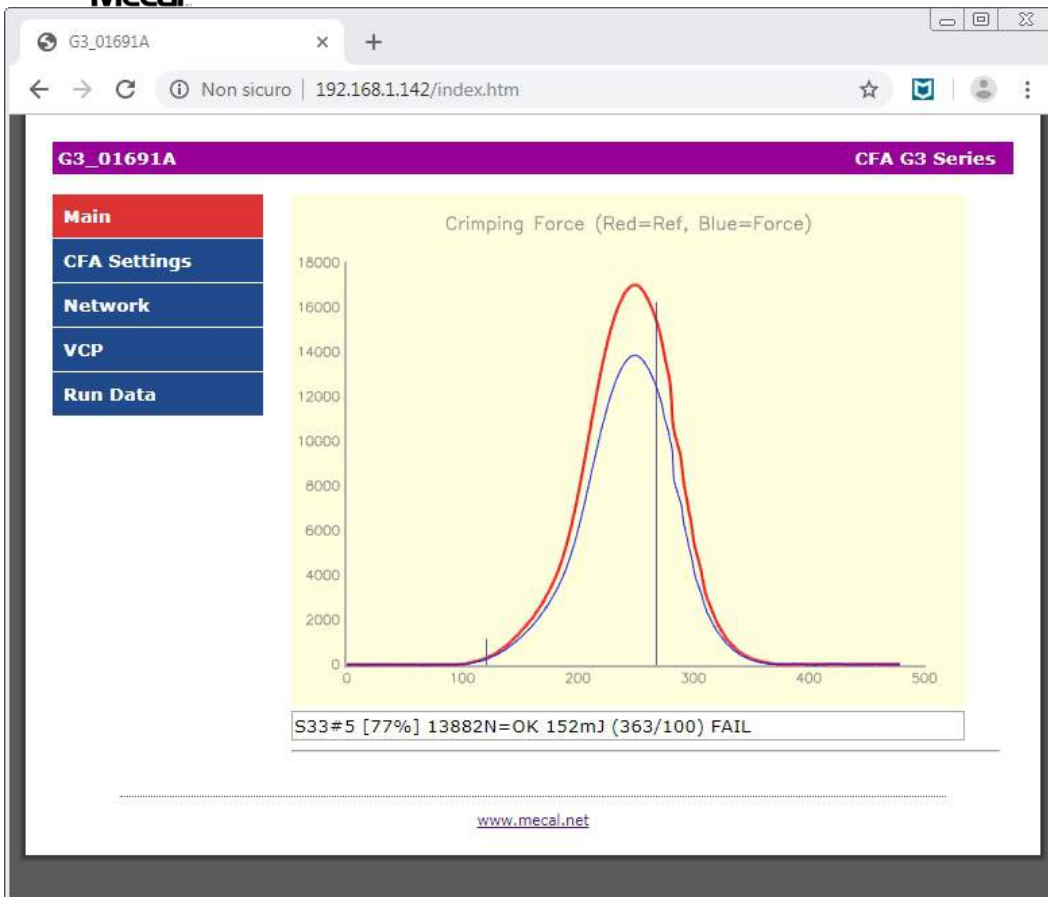 Mecal
G3_01691A
Non sicuro | 192.168.1.142/index.htm
G3_01691A CFA G3 Series
Main
CFA Settings
Network
VCP
Run Data
Crimping Force (Red=Ref, Blue=Force)
18000
16000
14000
12000
10000
8000
6000
4000
2000
0
0 100 200 300 400 500
S33#5 [77%] 13882N=OK 152mJ (363/100) FAIL
www.mecal.net